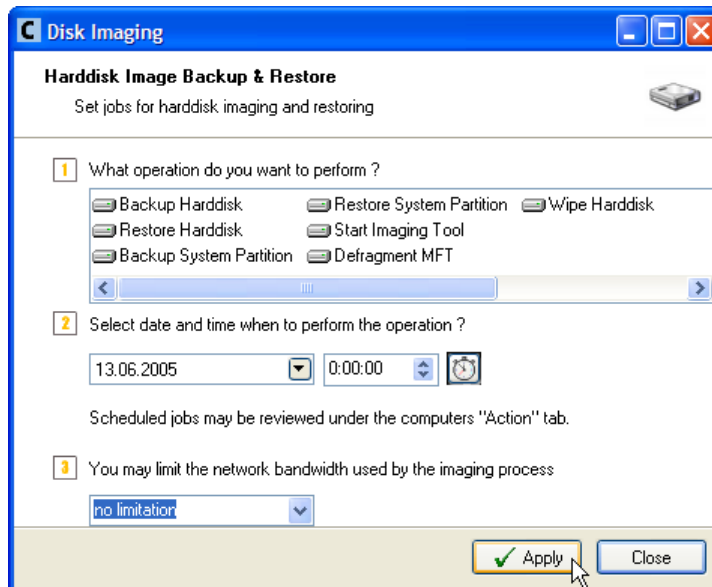 C Disk Imaging
Harddisk Image Backup & Restore
Set jobs for harddisk imaging and restoring
1 What operation do you want to perform ?
Backup Harddisk Restore System Partition Wipe Harddisk
Restore Harddisk Start Imaging Tool
Backup System Partition Defragment MFT
2 Select date and time when to perform the operation ?
13.06.2005 0:00:00
Scheduled jobs may be reviewed under the computers "Action" tab.
3 You may limit the network bandwidth used by the imaging process
no limitation
Apply Close